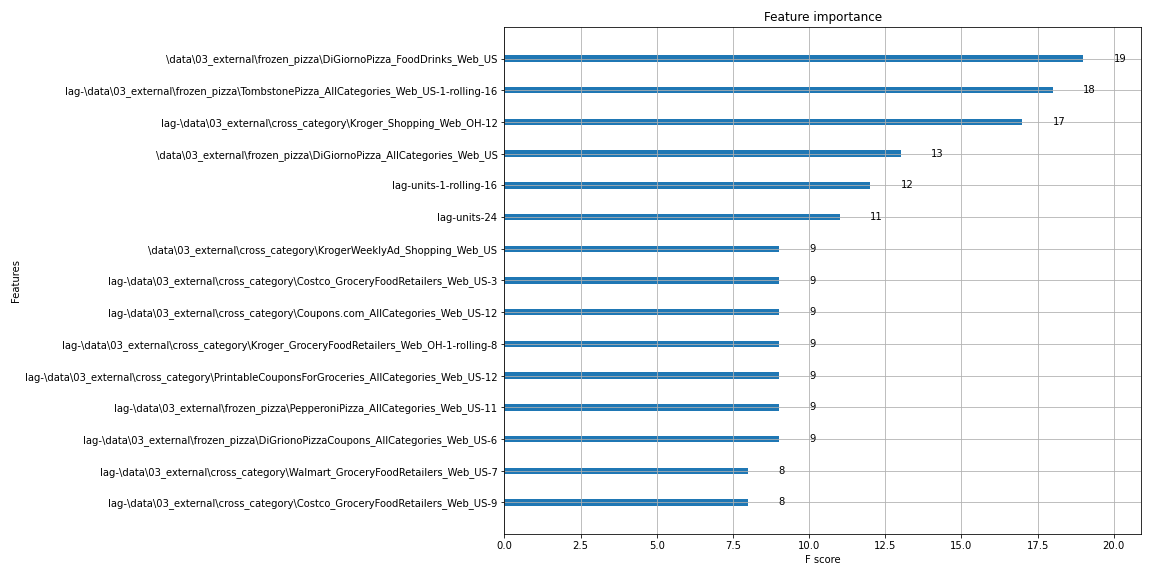 Feature importance
Features
\data\03_external\frozen_pizza\DiGiornoPizza_FoodDrinks_Web_US 19
lag-\data\03_external\frozen_pizza\TombstonePizza_AllCategories_Web_US-1-rolling-16 18
lag-\data\03_external\cross_category\Kroger_Shopping_Web_OH-12 17
\data\03_external\frozen_pizza\DiGiornoPizza_AllCategories_Web_US 13
lag-units-1-rolling-16 12
lag-units-24 11
\data\03_external\cross_category\KrogerWeeklyAd_Shopping_Web_US 9
lag-\data\03_external\cross_category\Costco_GroceryFoodRetailers_Web_US-3 9
lag-\data\03_external\cross_category\Coupons.com_AllCategories_Web_US-12 9
lag-\data\03_external\cross_category\Kroger_GroceryFoodRetailers_Web_OH-1-rolling-8 9
lag-\data\03_external\cross_category\PrintableCouponsForGroceries_AllCategories_Web_US-12 9
lag-\data\03_external\frozen_pizza\PepperoniPizza_AllCategories_Web_US-11 9
lag-\data\03_external\frozen_pizza\DiGrionoPizzaCoupons_AllCategories_Web_US-6 9
lag-\data\03_external\cross_category\Walmart_GroceryFoodRetailers_Web_US-7 8
lag-\data\03_external\cross_category\Costco_GroceryFoodRetailers_Web_US-9 8
0.0 2.5 5.0 7.5 10.0 12.5 15.0 17.5 20.0
F score